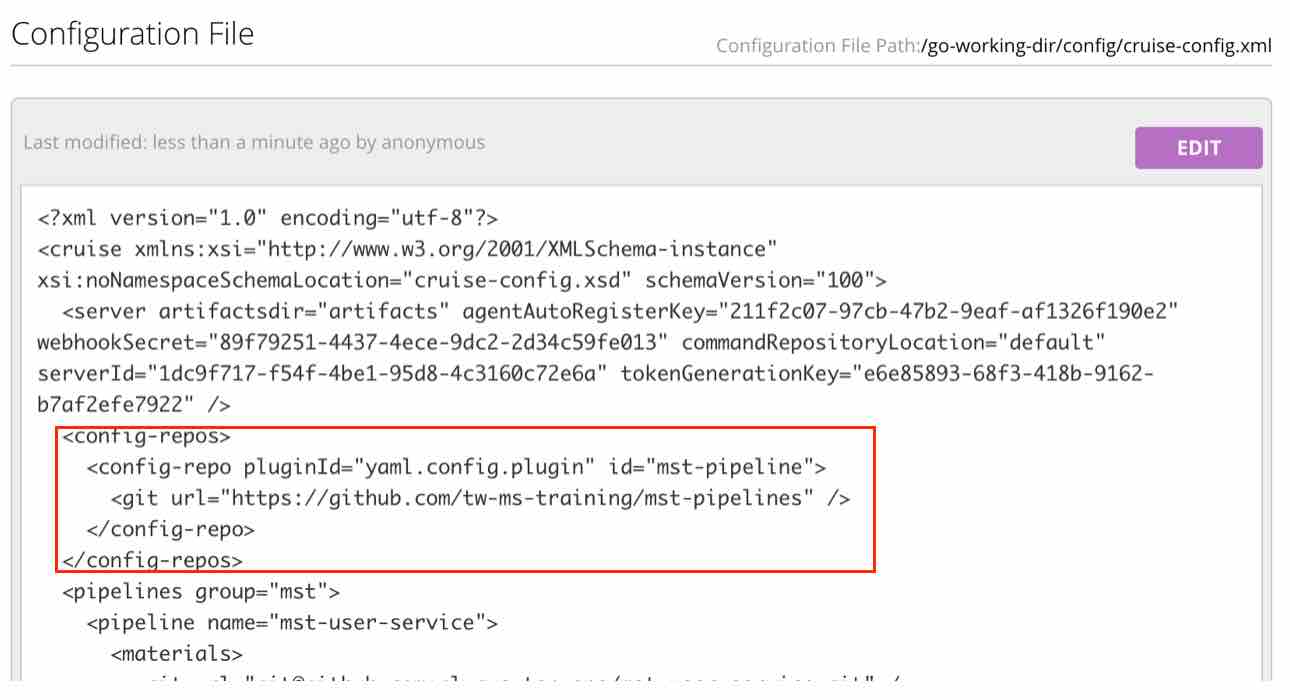 Configuration File
Configuration File Path:/go-working-dir/config/cruise-config.xml
Last modified: less than a minute ago by anonymous
EDIT
<?xml version="1.0" encoding="utf-8"?>
<cruise xmlns:xsi="http://www.w3.org/2001/XMLSchema-instance"
xsi:noNamespaceSchemaLocation="cruise-config.xsd" schemaVersion="100">
<server artifactsdir="artifacts" agentAutoRegisterKey="211f2c07-97cb-47b2-9eaf-af1326f190e2"
webhookSecret="89f79251-4437-4ece-9dc2-2d34c59fe013" commandRepositoryLocation="default"
serverId="1dc9f717-f54f-4be1-95d8-4c3160c72e6a" tokenGenerationKey="e6e85893-68f3-418b-9162-
b7af2efe7922" />
<config-repos>
<config-repo pluginId="yaml.config.plugin" id="mst-pipeline">
<git url="https://github.com/tw-ms-training/mst-pipelines" />
</config-repo>
</config-repos>
<pipelines group="mst">
<pipeline name="mst-user-service">
<materials>